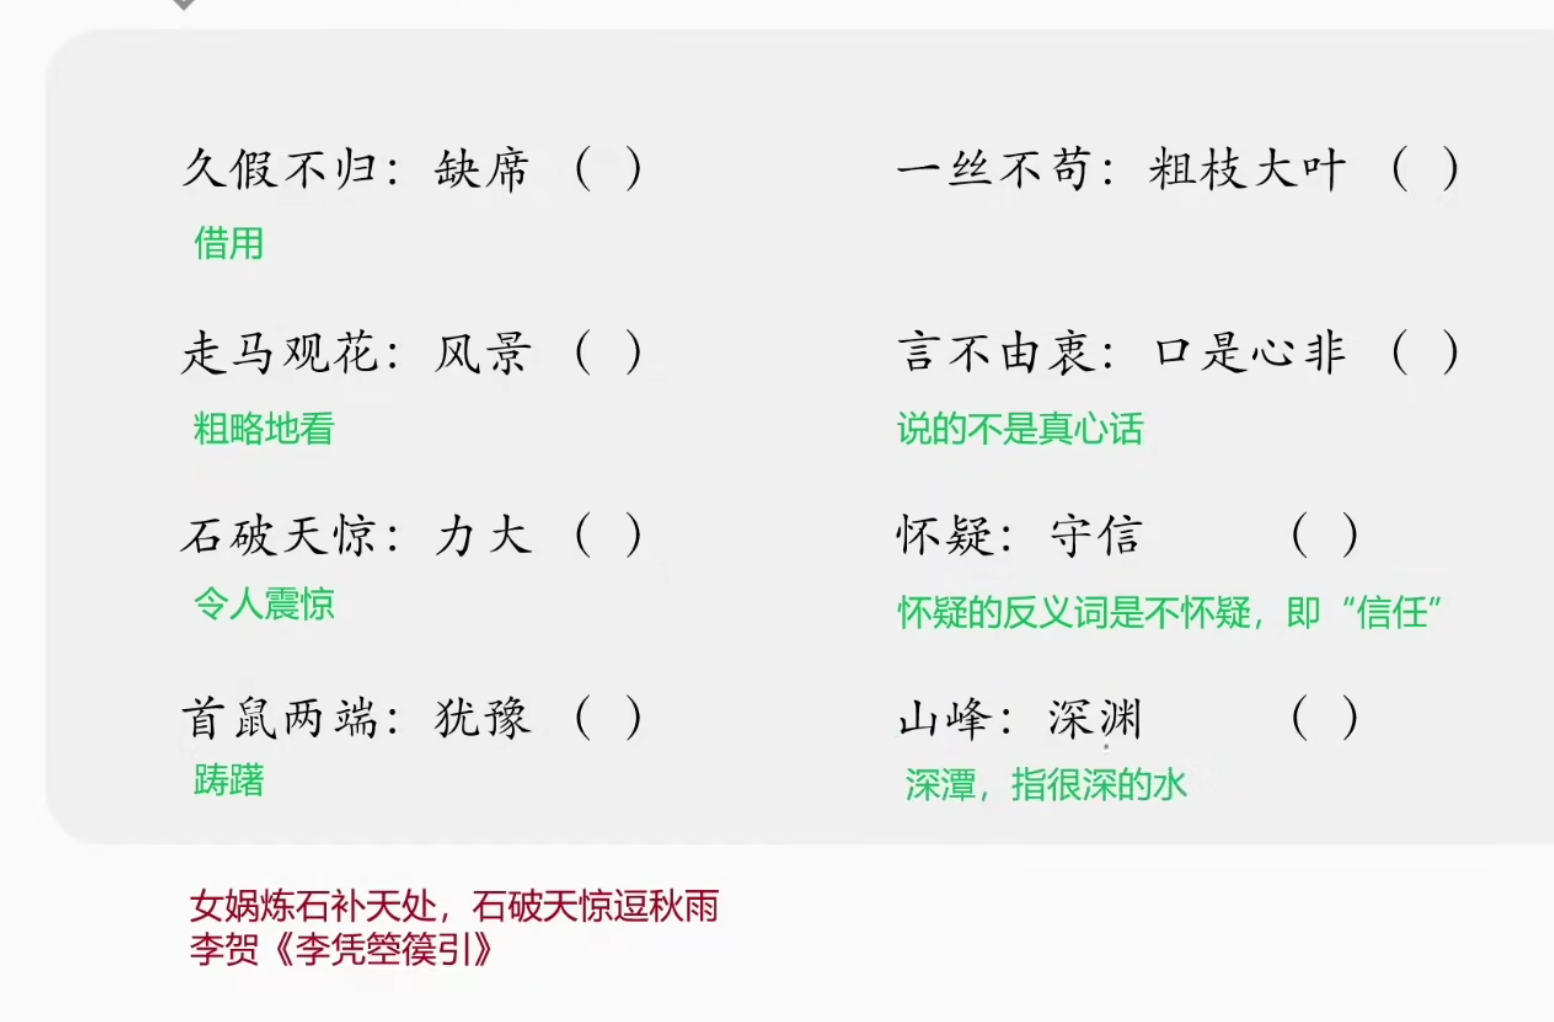 久假不归：缺席 （ ）
一丝不苟：粗枝大叶 （ ）
借用
走马观花：风景 （ ）
言不由衷：口是心非 （ ）
粗略地看
说的不是真心话
石破天惊：力大 （ ）
怀疑：守信 （ ）
令人震惊
怀疑的反义词是不怀疑，即“信任”
首鼠两端：犹豫 （ ）
山峰：深渊 （ ）
踌躇
深潭，指很深的水
女娲炼石补天处，石破天惊逗秋雨
李贺《李凭箜篌引》